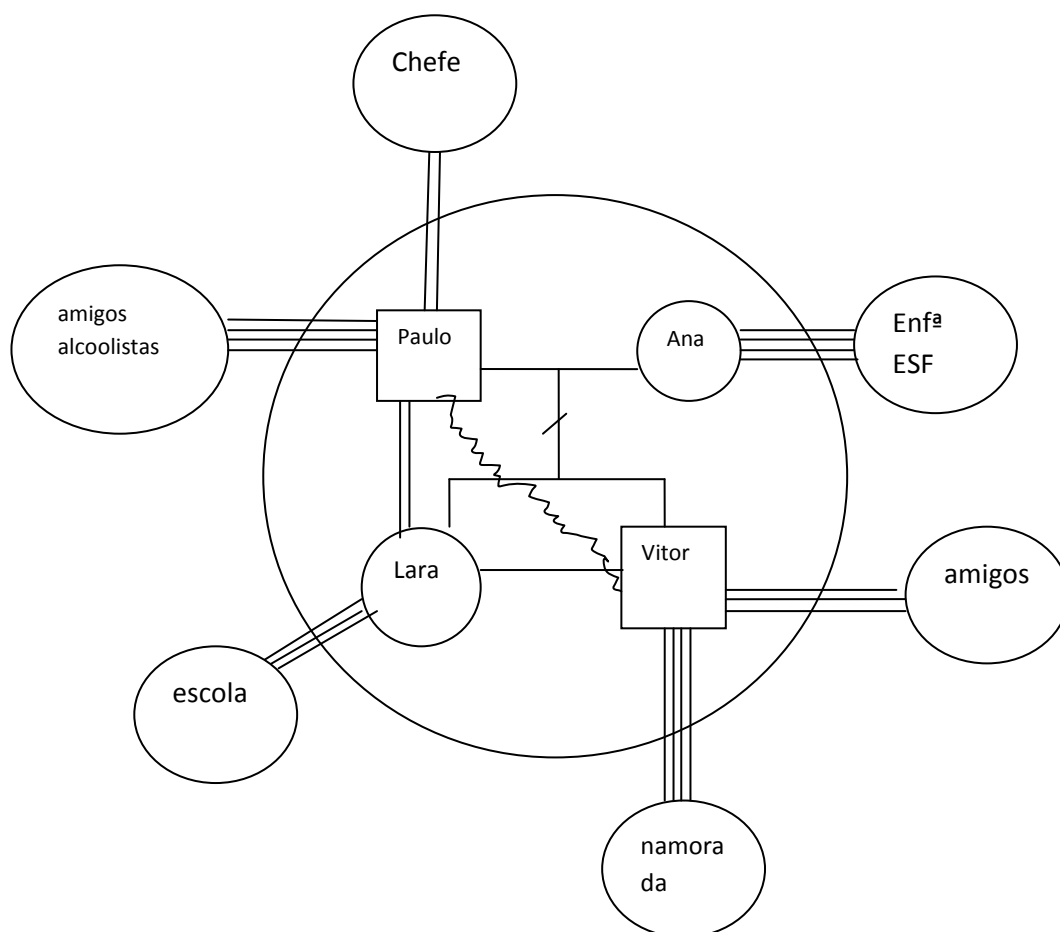 Chefe
amigos
alcoolistas
Paulo
Ana
Enfª
ESF
Lara
Vitor
amigos
escola
namora
da